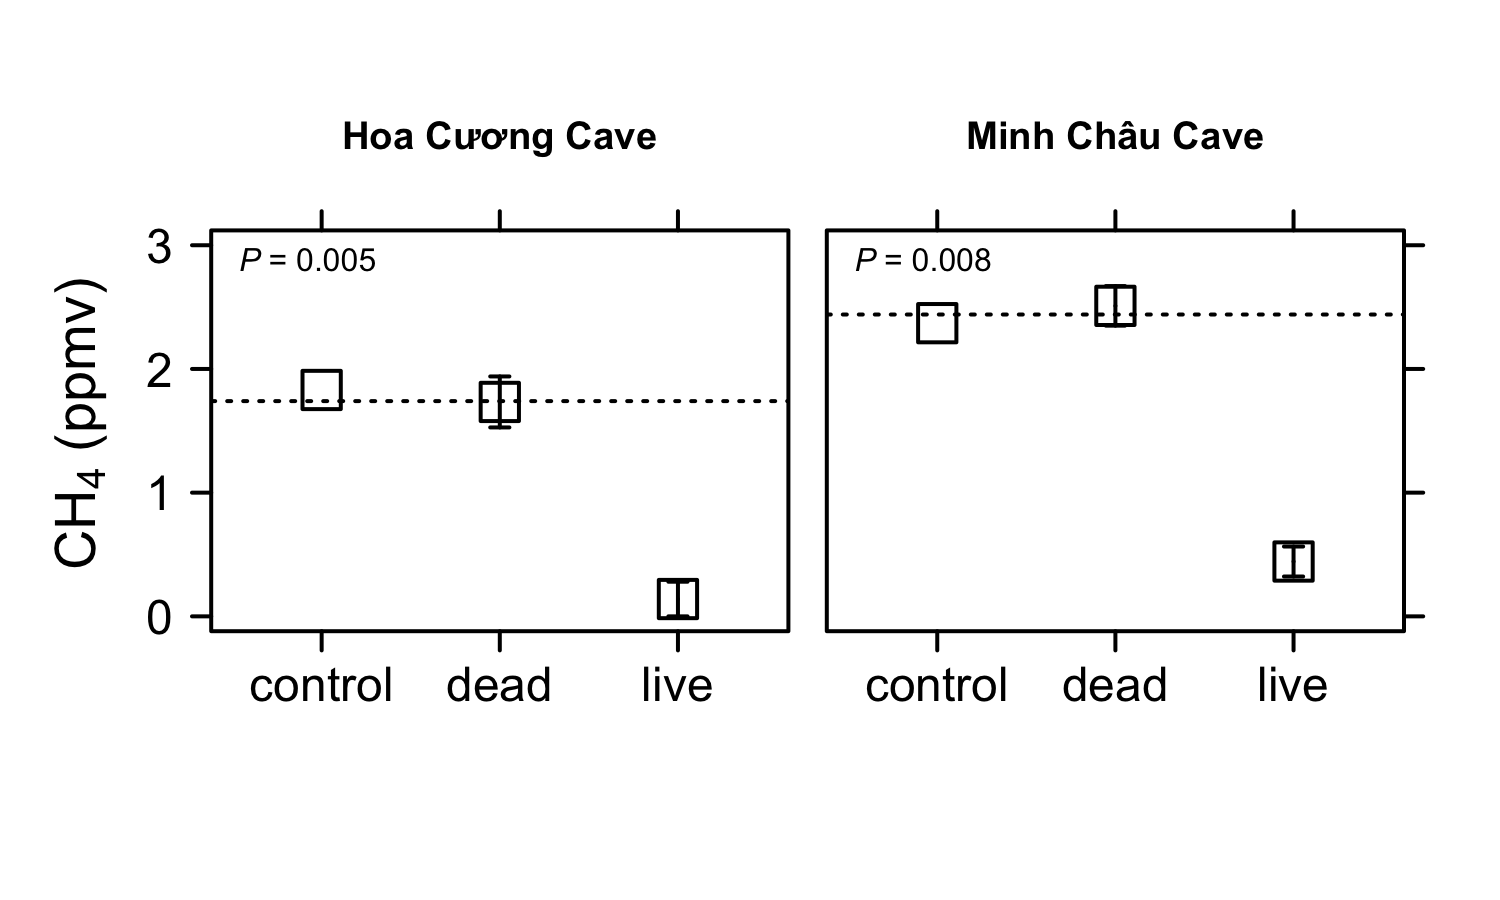 Hoa Cương Cave
Minh Châu Cave
CH₄ (ppmv)
3
2
1
0
P = 0.005
P = 0.008
control dead live
control dead live